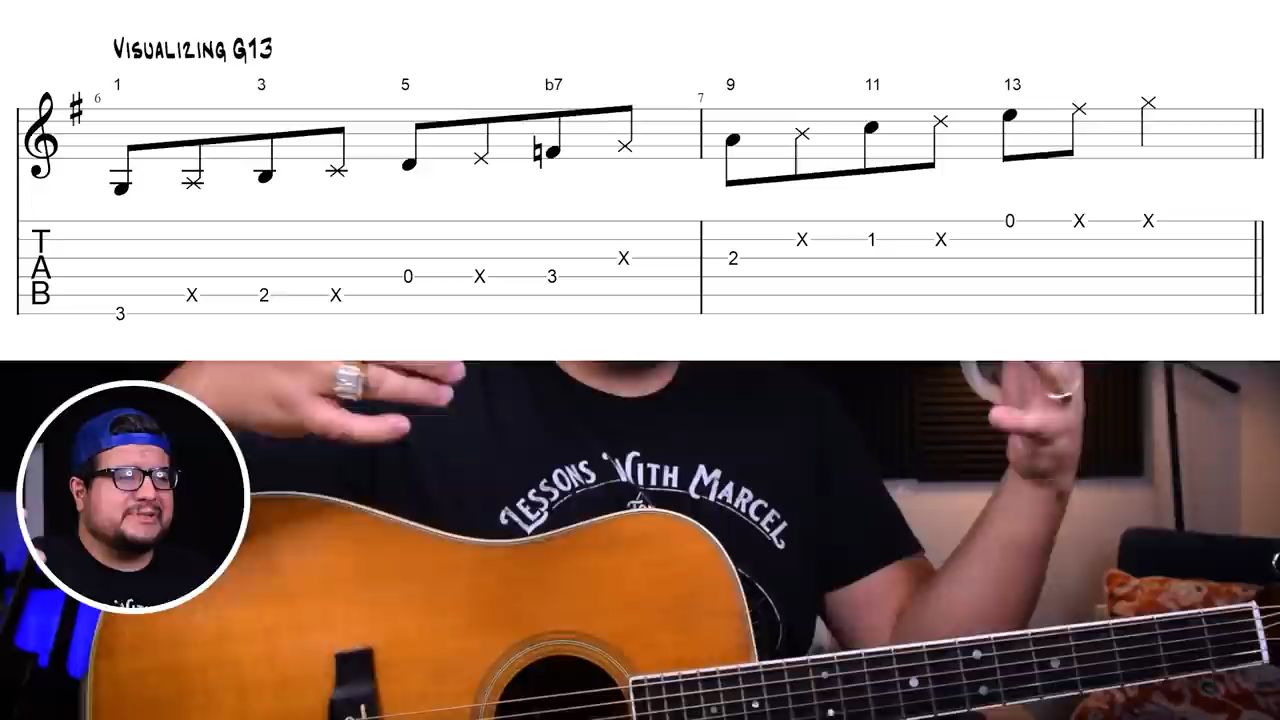 VISUALIZING G13
1 3 5 b7 9 11 13
6 7
T
A
B
3 X 2 X 0 X 3 X 2 X 1 X 0 X X
LESSONS WITH MARCEL